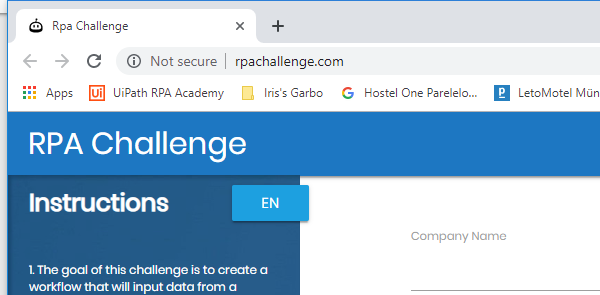 Rpa Challenge
Not secure | rpachallenge.com
Apps Ui UiPath RPA Academy Iris's Garbo G Hostel One Parelelo... P LetoMotel Mün
RPA Challenge
Instructions EN
Company Name
1. The goal of this challenge is to create a
workflow that will input data from a